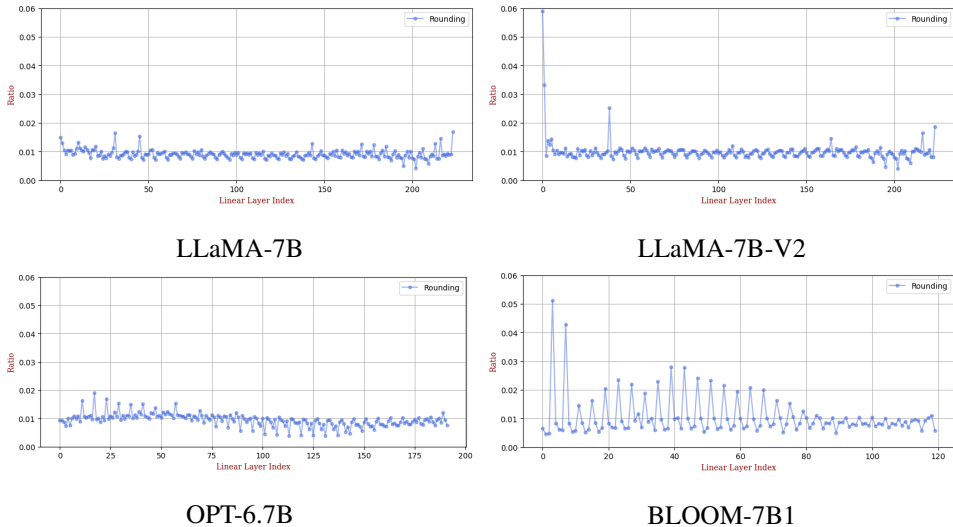 0.06
0.05
0.04
0.03
0.02
0.01
0.00
Ratio
Rounding
0 50 100 150 200
Linear Layer Index
LLaMA-7B
0.06
0.05
0.04
0.03
0.02
0.01
0.00
Ratio
Rounding
0 50 100 150 200
Linear Layer Index
LLaMA-7B-V2
0.06
0.05
0.04
0.03
0.02
0.01
0.00
Ratio
Rounding
0 25 50 75 100 125 150 175 200
Linear Layer Index
OPT-6.7B
0.06
0.05
0.04
0.03
0.02
0.01
0.00
Ratio
Rounding
0 20 40 60 80 100 120
Linear Layer Index
BLOOM-7B1